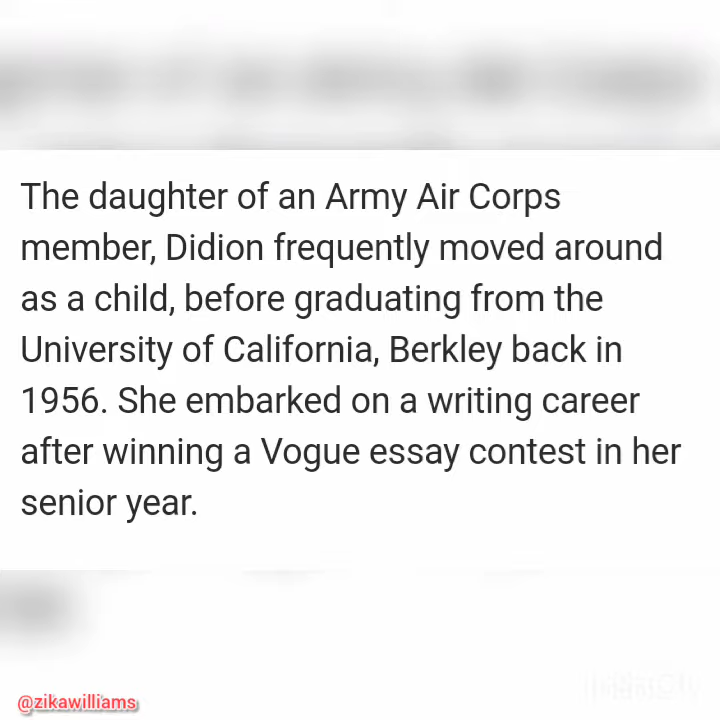 The daughter of an Army Air Corps
member, Didion frequently moved around
as a child, before graduating from the
University of California, Berkley back in
1956. She embarked on a writing career
after winning a Vogue essay contest in her
senior year.
@zikawilliams